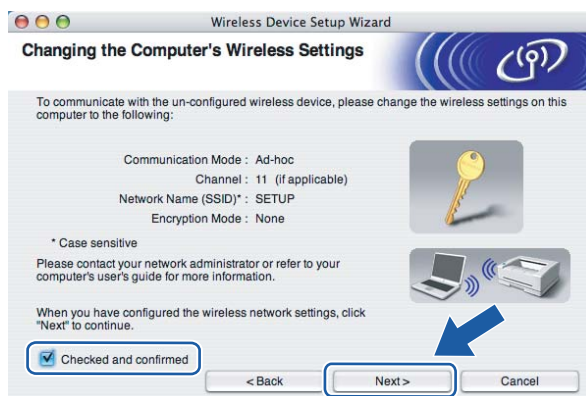 Wireless Device Setup Wizard
Changing the Computer's Wireless Settings
To communicate with the un-configured wireless device, please change the wireless settings on this
computer to the following:
Communication Mode : Ad-hoc
Channel : 11 (if applicable)
Network Name (SSID)* : SETUP
Encryption Mode : None
* Case sensitive
Please contact your network administrator or refer to your
computer's user's guide for more information.
When you have configured the wireless network settings, click
"Next" to continue.
Checked and confirmed
< Back Next > Cancel